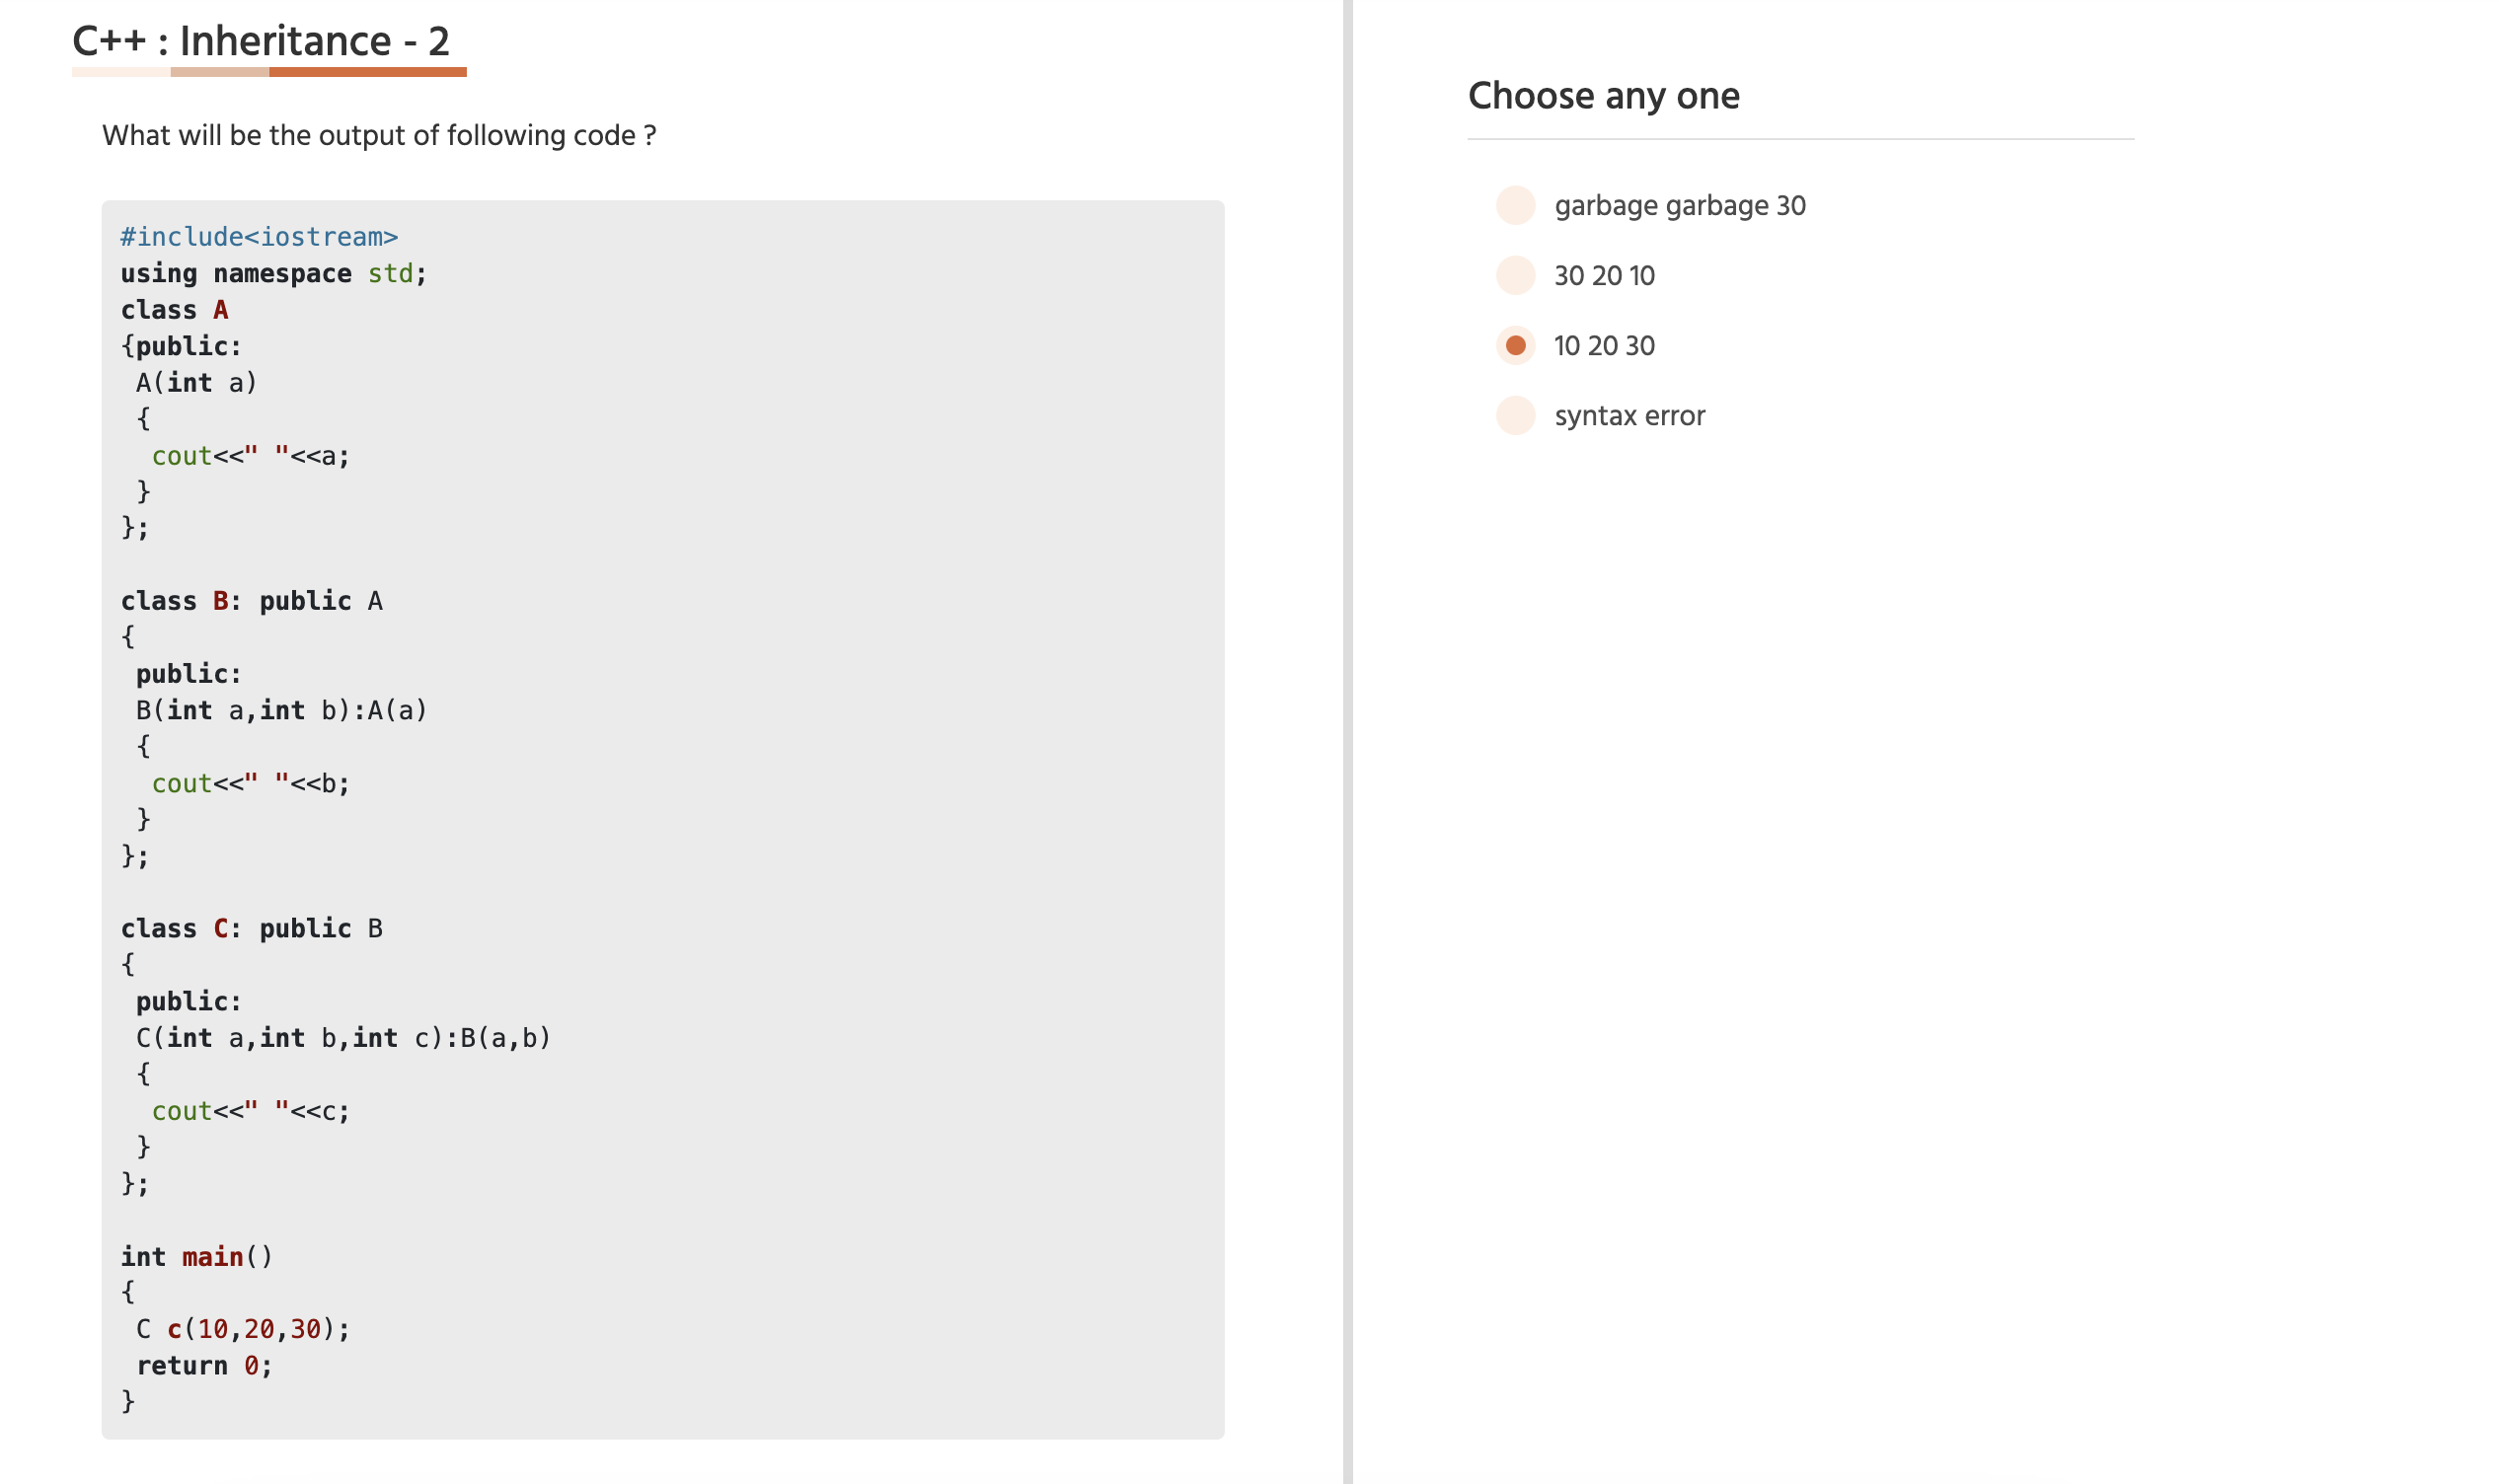 C++ : Inheritance - 2
What will be the output of following code ?
#include<iostream>
using namespace std;
class A
{public:
 A(int a)
 {
  cout<<" "<<a;
 }
};

class B: public A
{
 public:
 B(int a,int b):A(a)
 {
  cout<<" "<<b;
 }
};

class C: public B
{
 public:
 C(int a,int b,int c):B(a,b)
 {
  cout<<" "<<c;
 }
};

int main()
{
 C c(10,20,30);
 return 0;
}
Choose any one
garbage garbage 30
30 20 10
10 20 30
syntax error